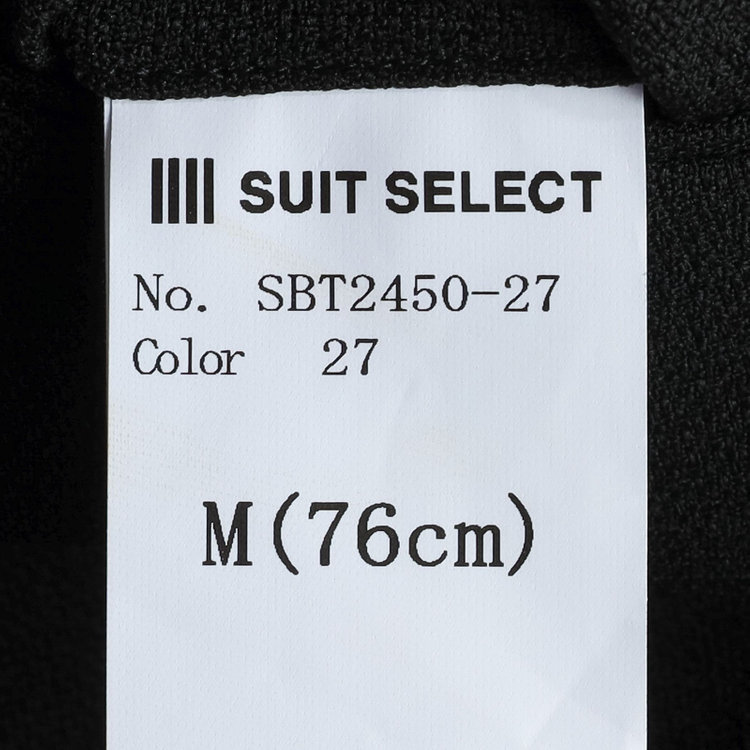 SUIT SELECT
No. SBT2450-27
Color 27
M(76cm)